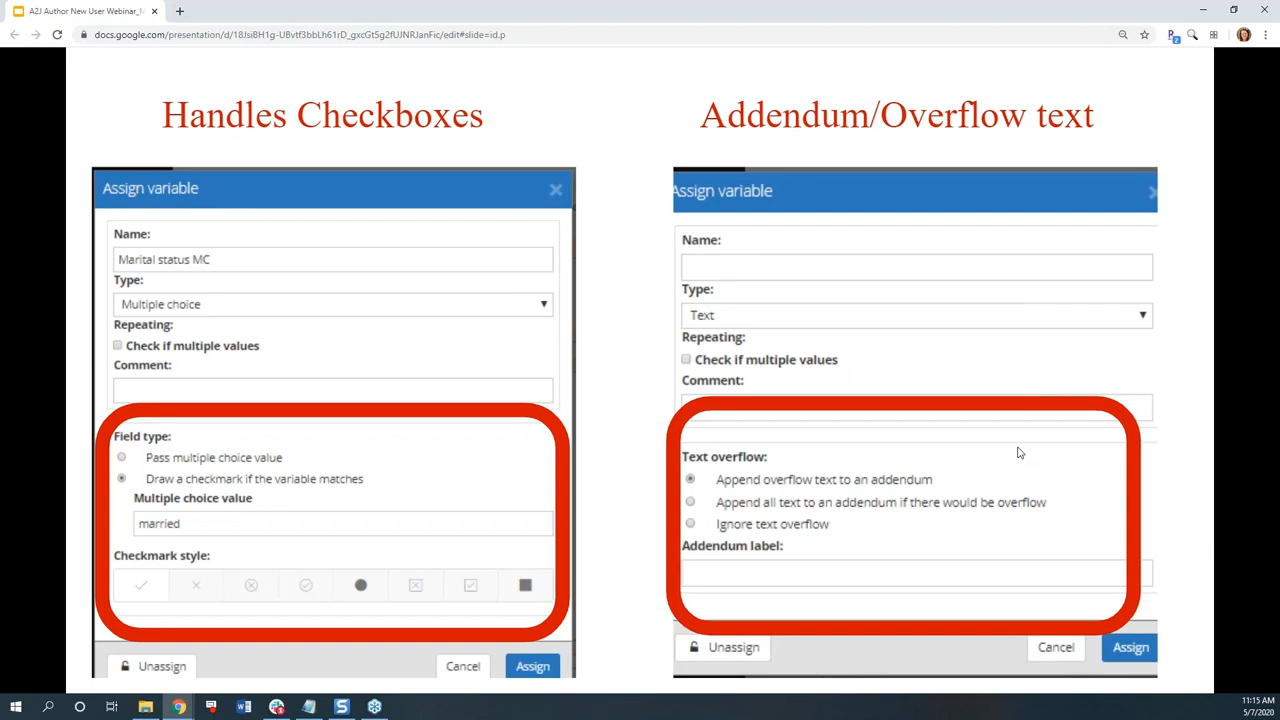 A2J Author New User Webinar_M
docs.google.com/presentation/d/18JsiBH1g-UBvtf3bbLh61rD_gxcGt5g2fUJNRJanFic/edit#slide=id.p
Handles Checkboxes
Assign variable
Name:
Marital status MC
Type:
Multiple choice
Repeating:
Check if multiple values
Comment:
Field type:
Pass multiple choice value
Draw a checkmark if the variable matches
Multiple choice value
married
Checkmark style:
Unassign
Cancel
Assign
Addendum/Overflow text
Assign variable
Name:
Type:
Text
Repeating:
Check if multiple values
Comment:
Text overflow:
Append overflow text to an addendum
Append all text to an addendum if there would be overflow
Ignore text overflow
Addendum label:
Unassign
Cancel
Assign
11:15 AM
5/7/2020